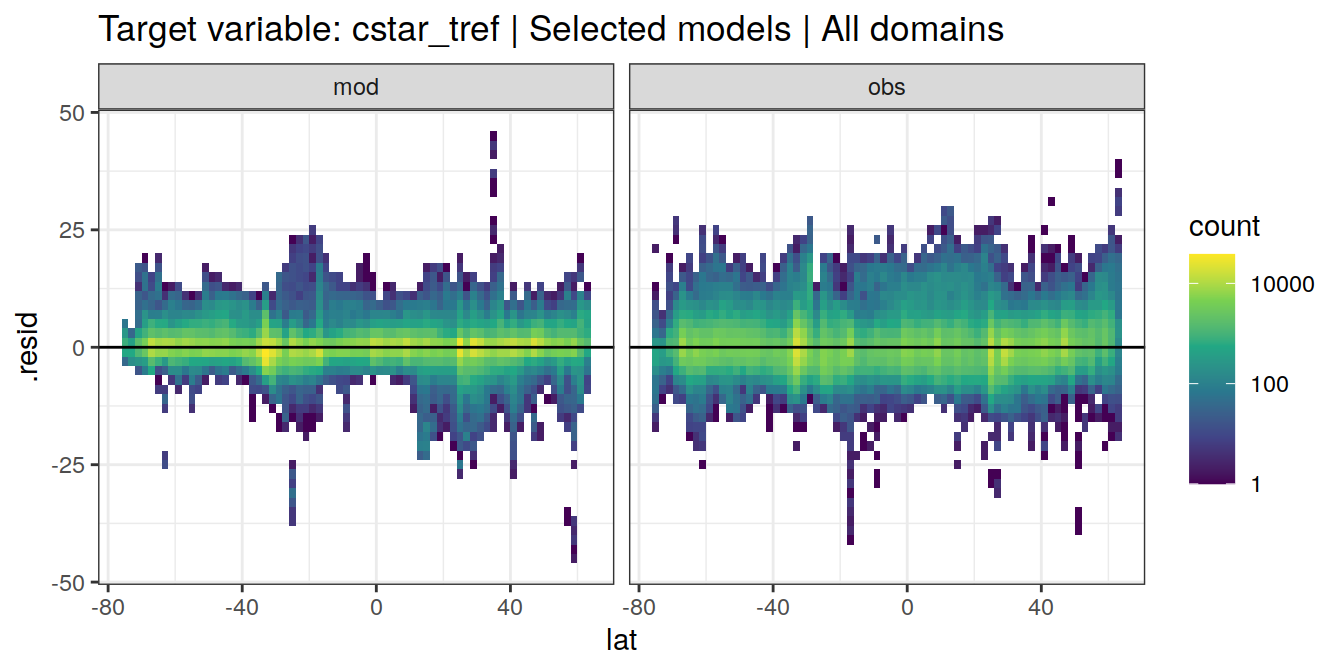 Target variable: cstar_tref | Selected models | All domains
mod
obs
50
25
0
-25
-50
.resid
-80
-40
0
40
-80
-40
0
40
lat
count
10000
100
1